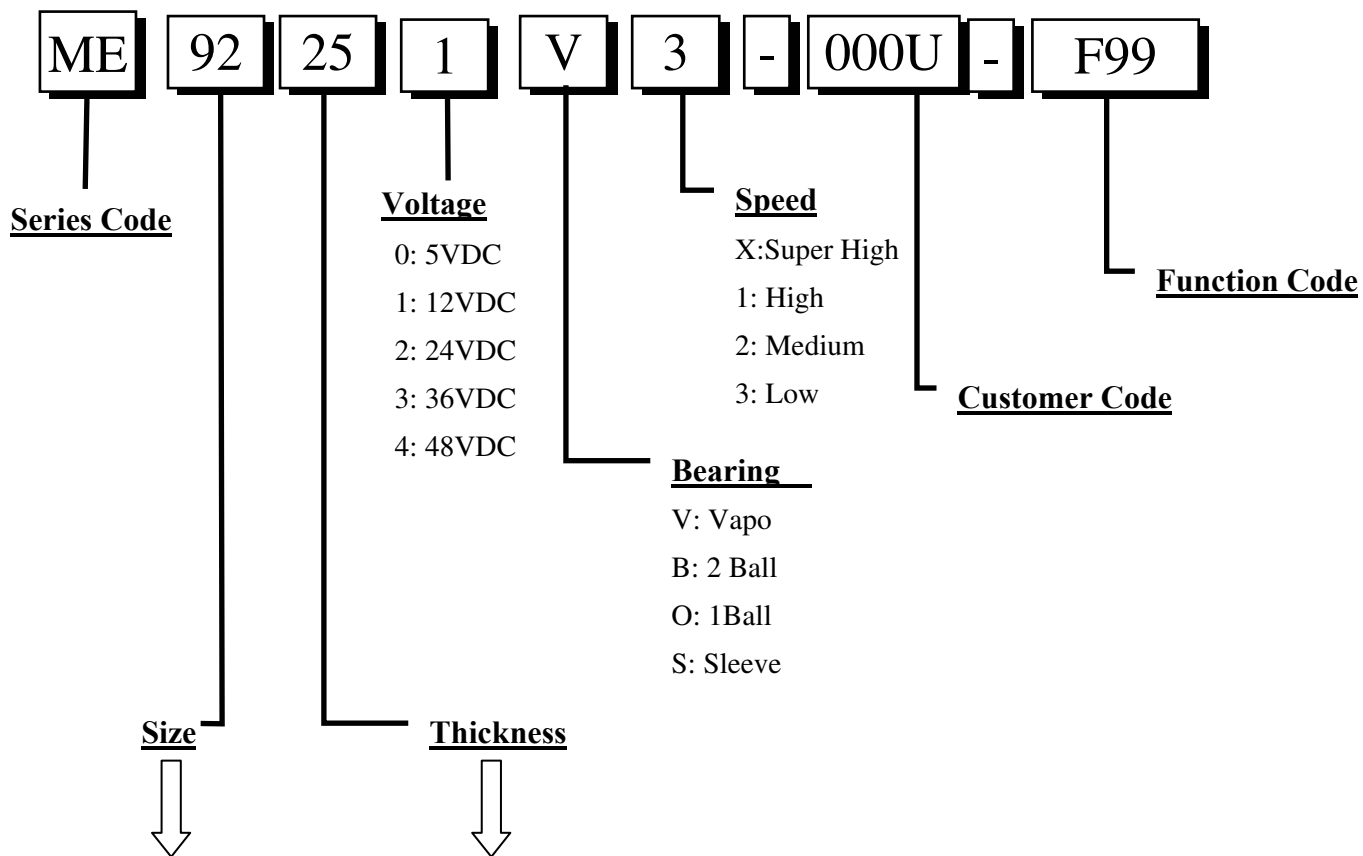 ME 92 25 1 V 3 - 000U - F99
Series Code
Voltage
0: 5VDC
1: 12VDC
2: 24VDC
3: 36VDC
4: 48VDC
Speed
X:Super High
1: High
2: Medium
3: Low
Function Code
Customer Code
Bearing
V: Vapo
B: 2 Ball
O: 1Ball
S: Sleeve
Size
Thickness